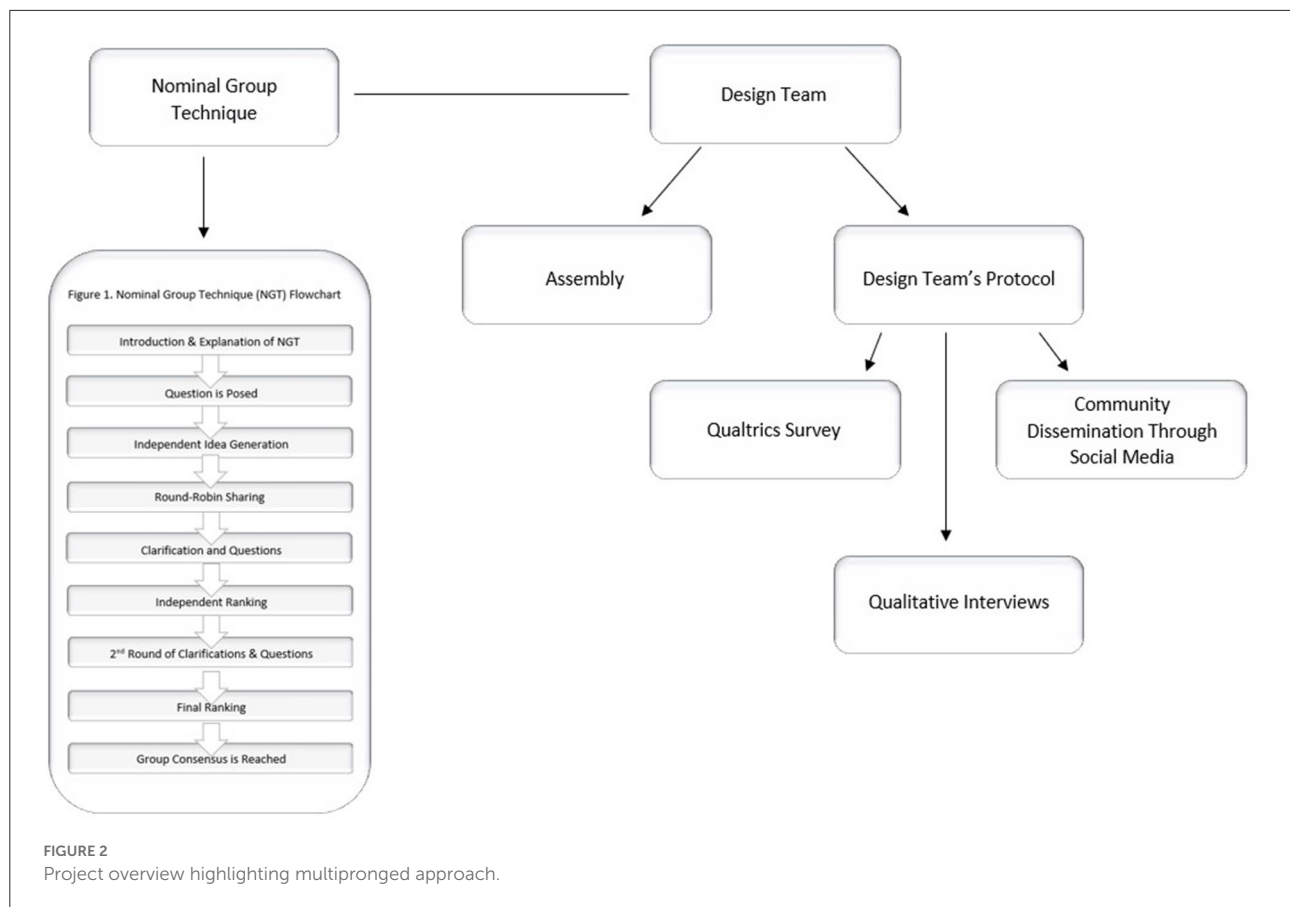 Nominal Group
Technique
Design Team
Assembly
Design Team's Protocol
Qualtrics Survey
Community
Dissemination Through
Social Media
Qualitative Interviews
Figure 1. Nominal Group Technique (NGT) Flowchart
Introduction & Explanation of NGT
Question is Posed
Independent Idea Generation
Round-Robin Sharing
Clarification and Questions
Independent Ranking
2nd Round of Clarifications & Questions
Final Ranking
Group Consensus is Reached
FIGURE 2
Project overview highlighting multipronged approach.